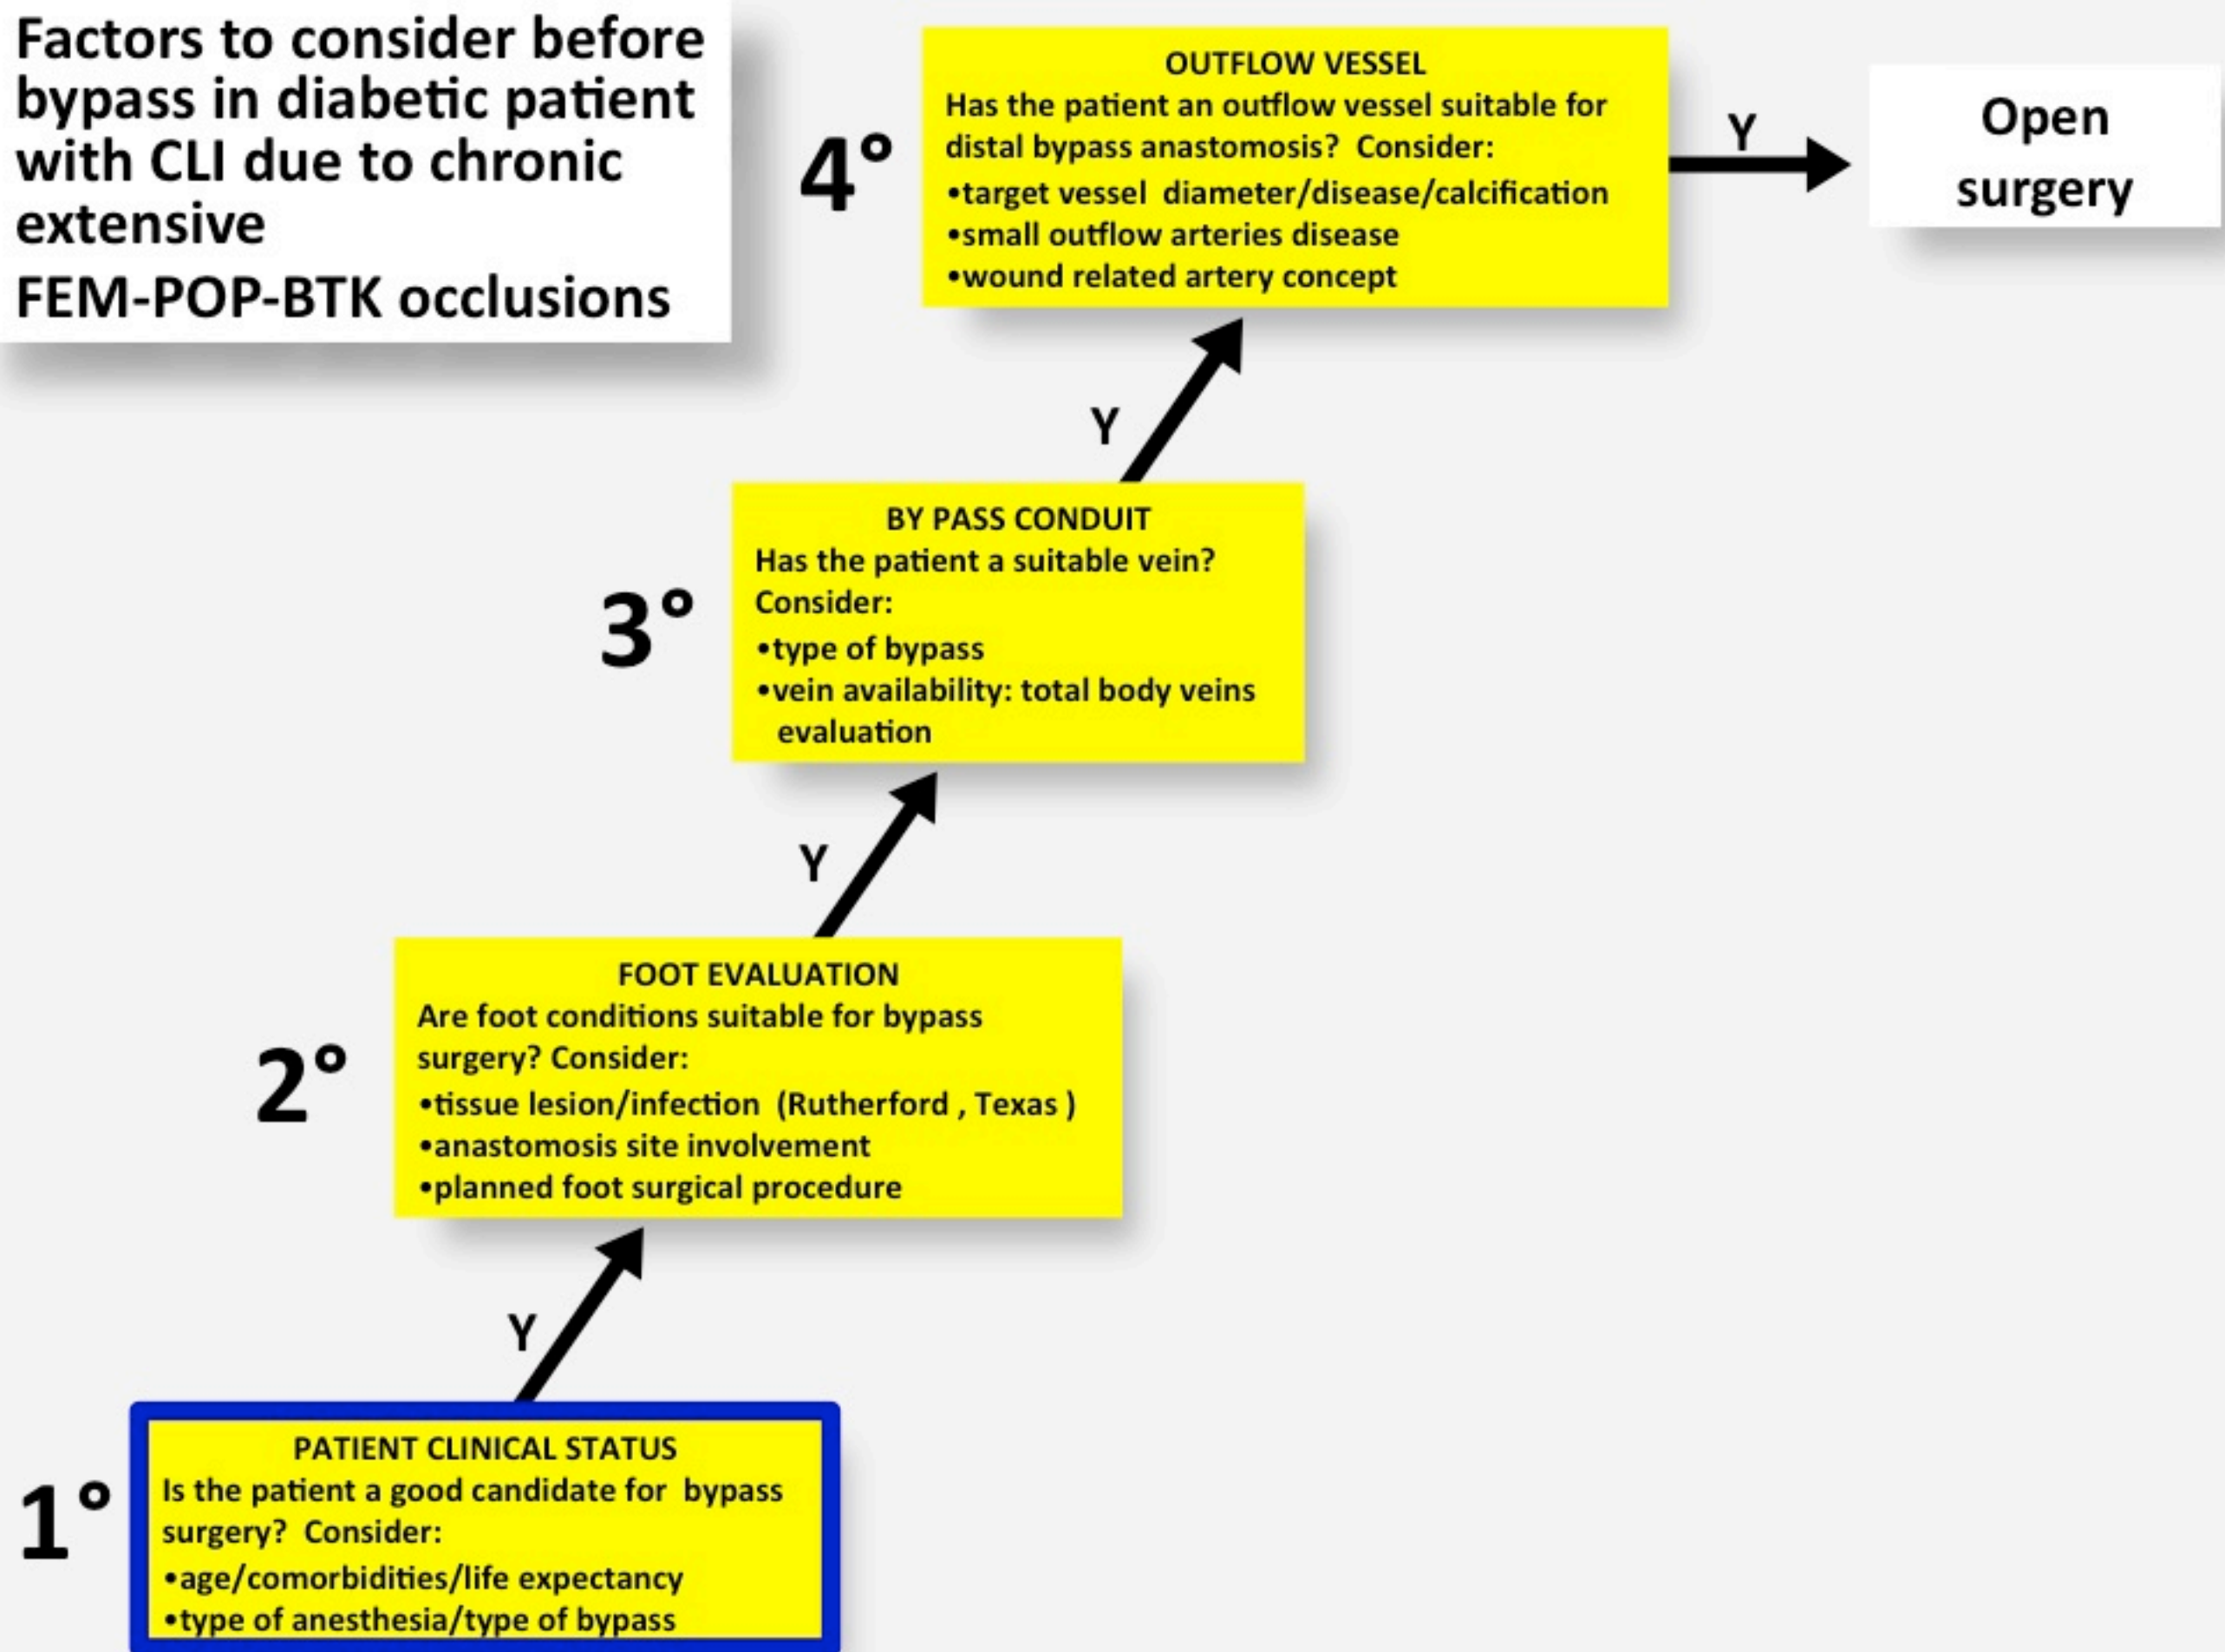 Factors to consider before
bypass in diabetic patient
with CLI due to chronic
extensive
FEM-POP-BTK occlusions
4°
OUTFLOW VESSEL
Has the patient an outflow vessel suitable for
distal bypass anastomosis? Consider:
•target vessel diameter/disease/calcification
•small outflow arteries disease
•wound related artery concept
Y
Open
surgery
Y
3°
BY PASS CONDUIT
Has the patient a suitable vein?
Consider:
•type of bypass
•vein availability: total body veins
evaluation
Y
2°
FOOT EVALUATION
Are foot conditions suitable for bypass
surgery? Consider:
•tissue lesion/infection (Rutherford , Texas )
•anastomosis site involvement
•planned foot surgical procedure
Y
1°
PATIENT CLINICAL STATUS
Is the patient a good candidate for bypass
surgery? Consider:
•age/comorbidities/life expectancy
•type of anesthesia/type of bypass